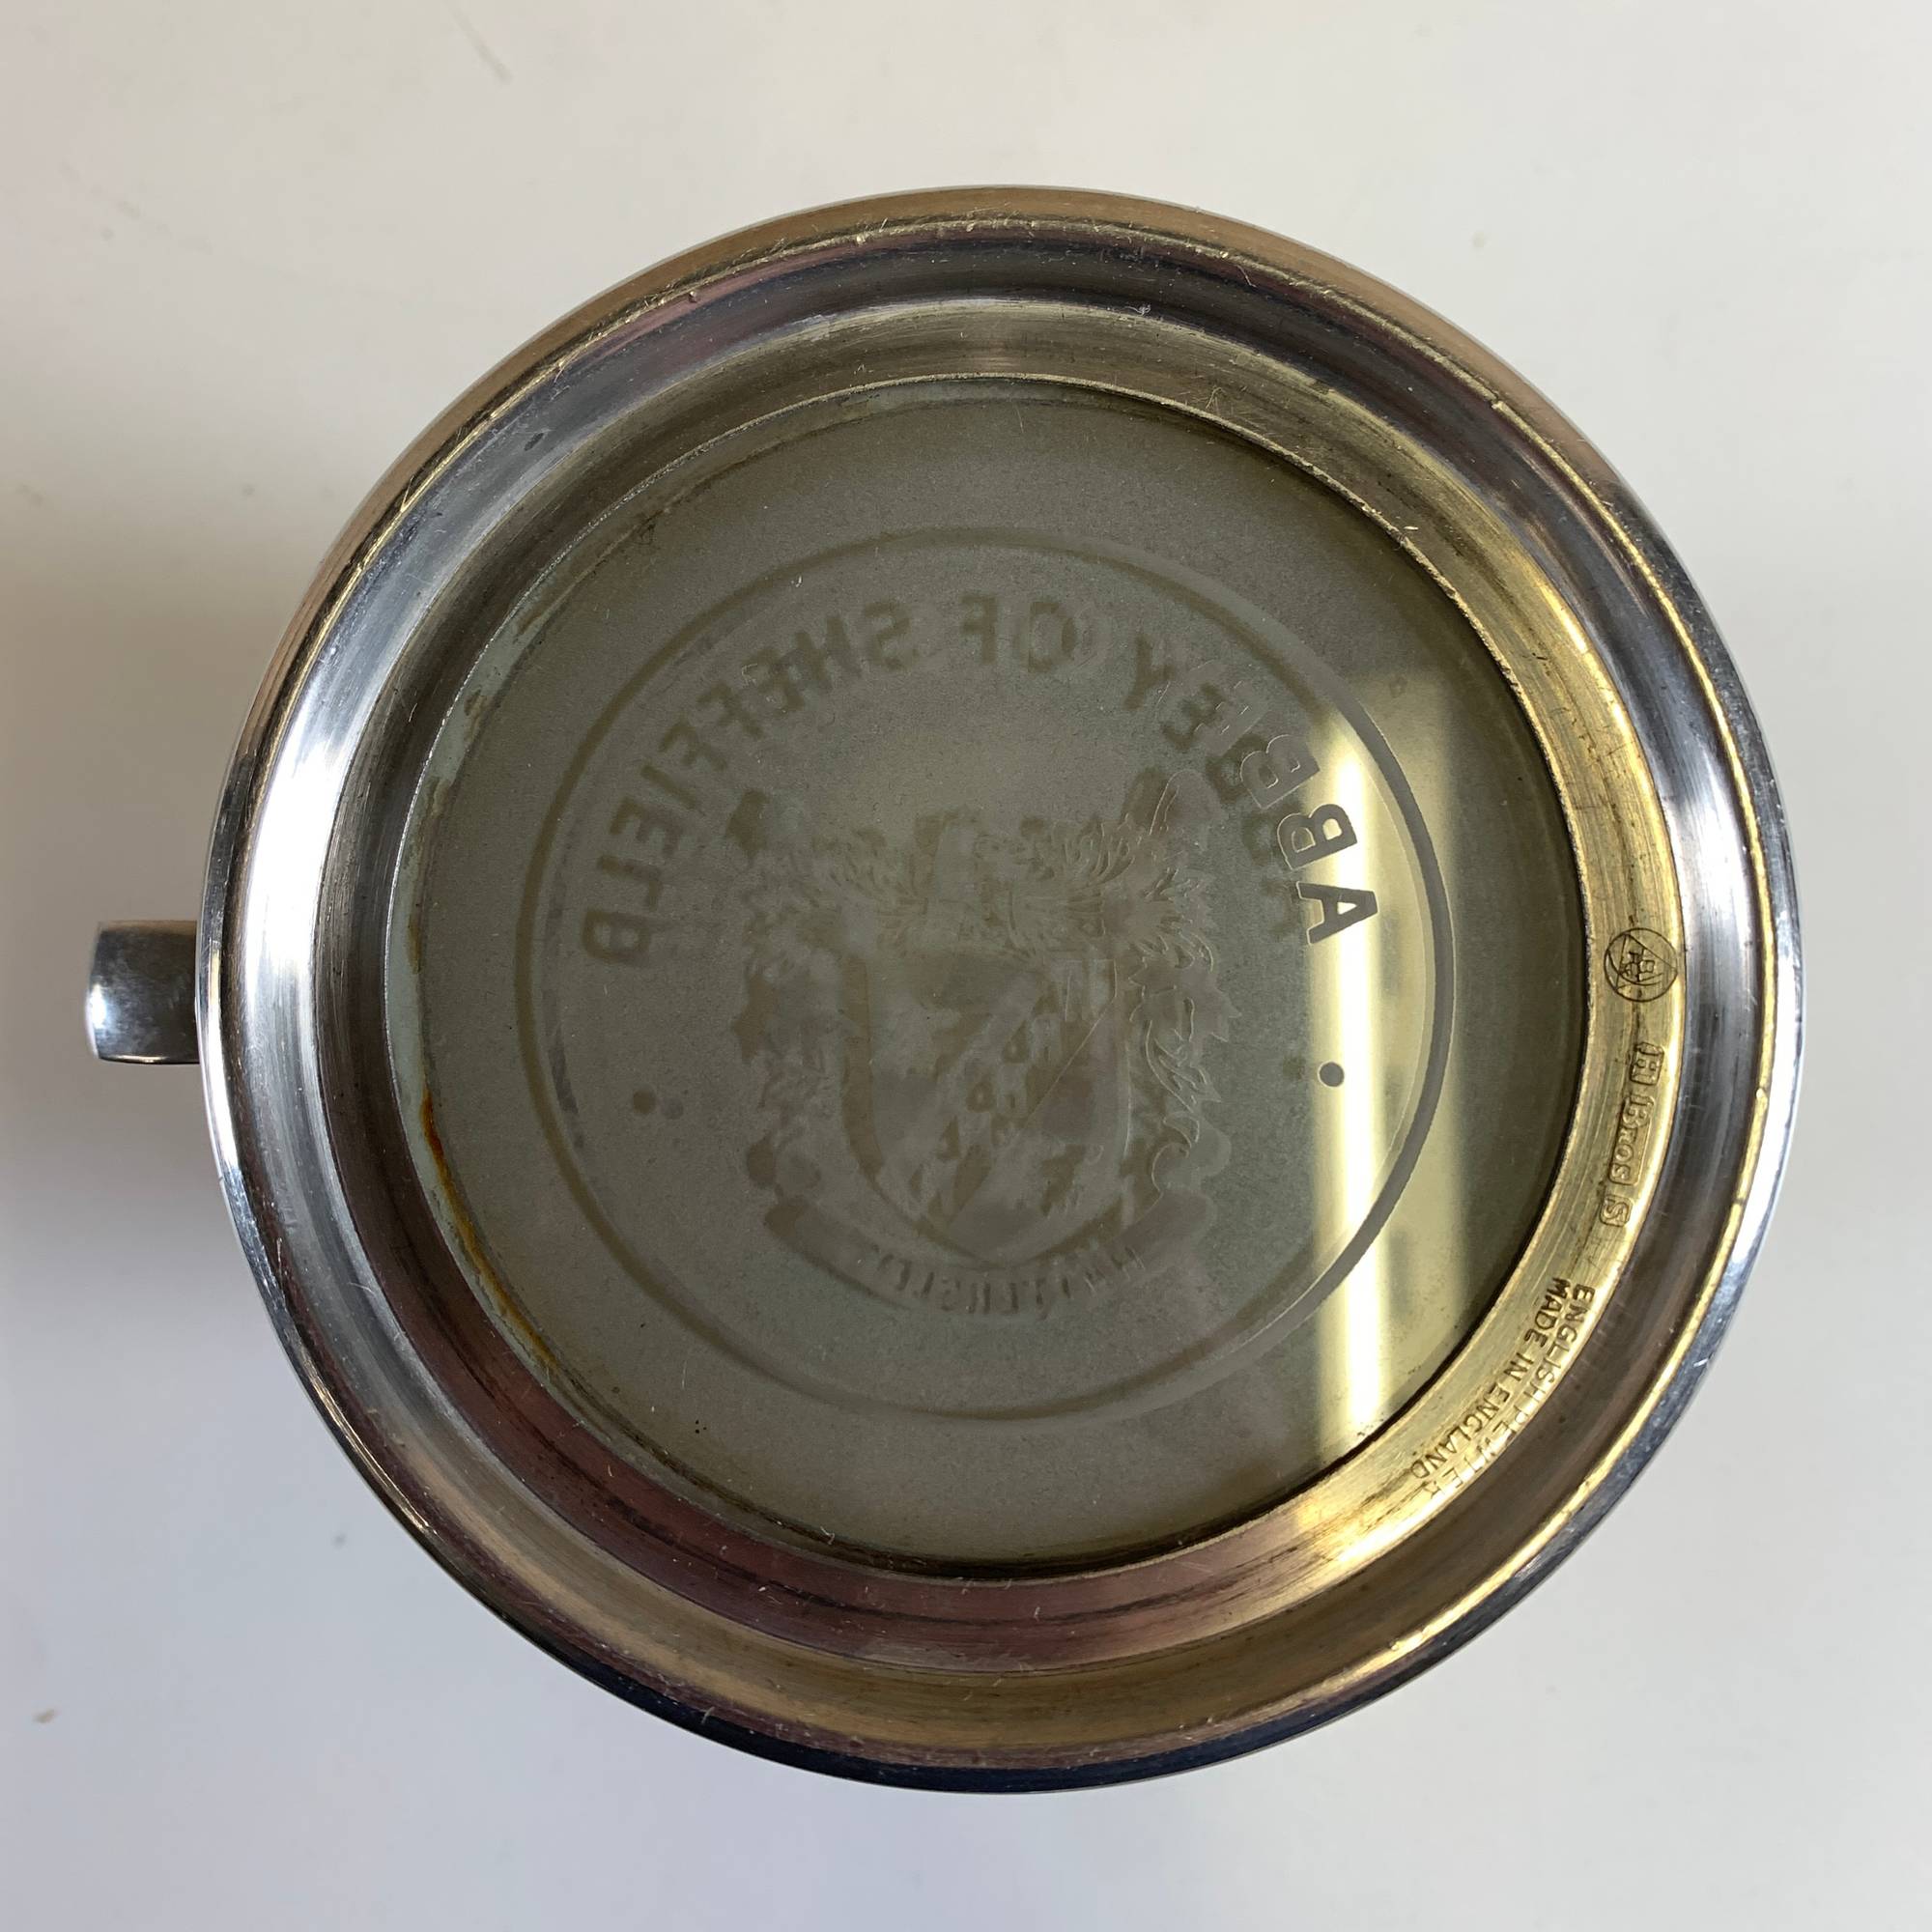 ABBEY OF SHEFFIELD
H Bros S
ENGLISH PEWTER
MADE IN ENGLAND